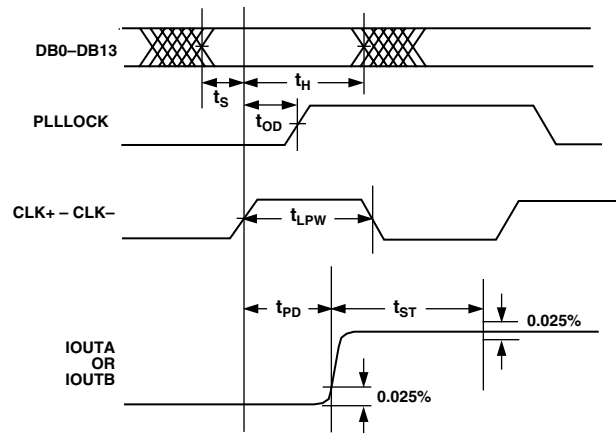 DB0–DB13
tS
tH
tOD
PLLLOCK
CLK+ – CLK–
tLPW
tPD
tST
0.025%
IOUTA
OR
IOUTB
0.025%